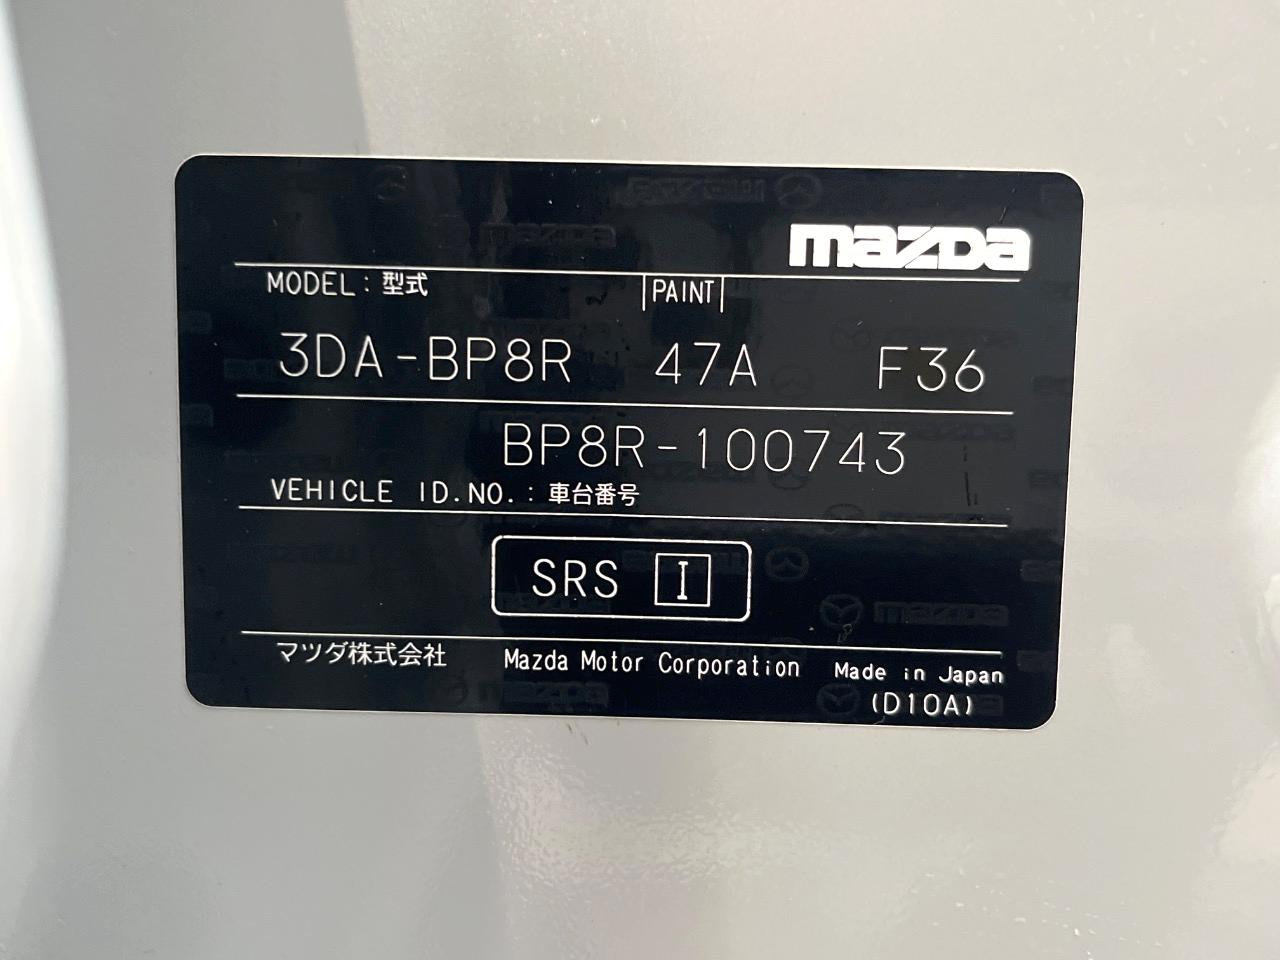 mazda
MODEL : 型式 PAINT
3DA-BP8R 47A F36
BP8R-100743
VEHICLE ID.NO. : 車台番号
SRS I
マツダ株式会社 Mazda Motor Corporation Made in Japan
(D10A)